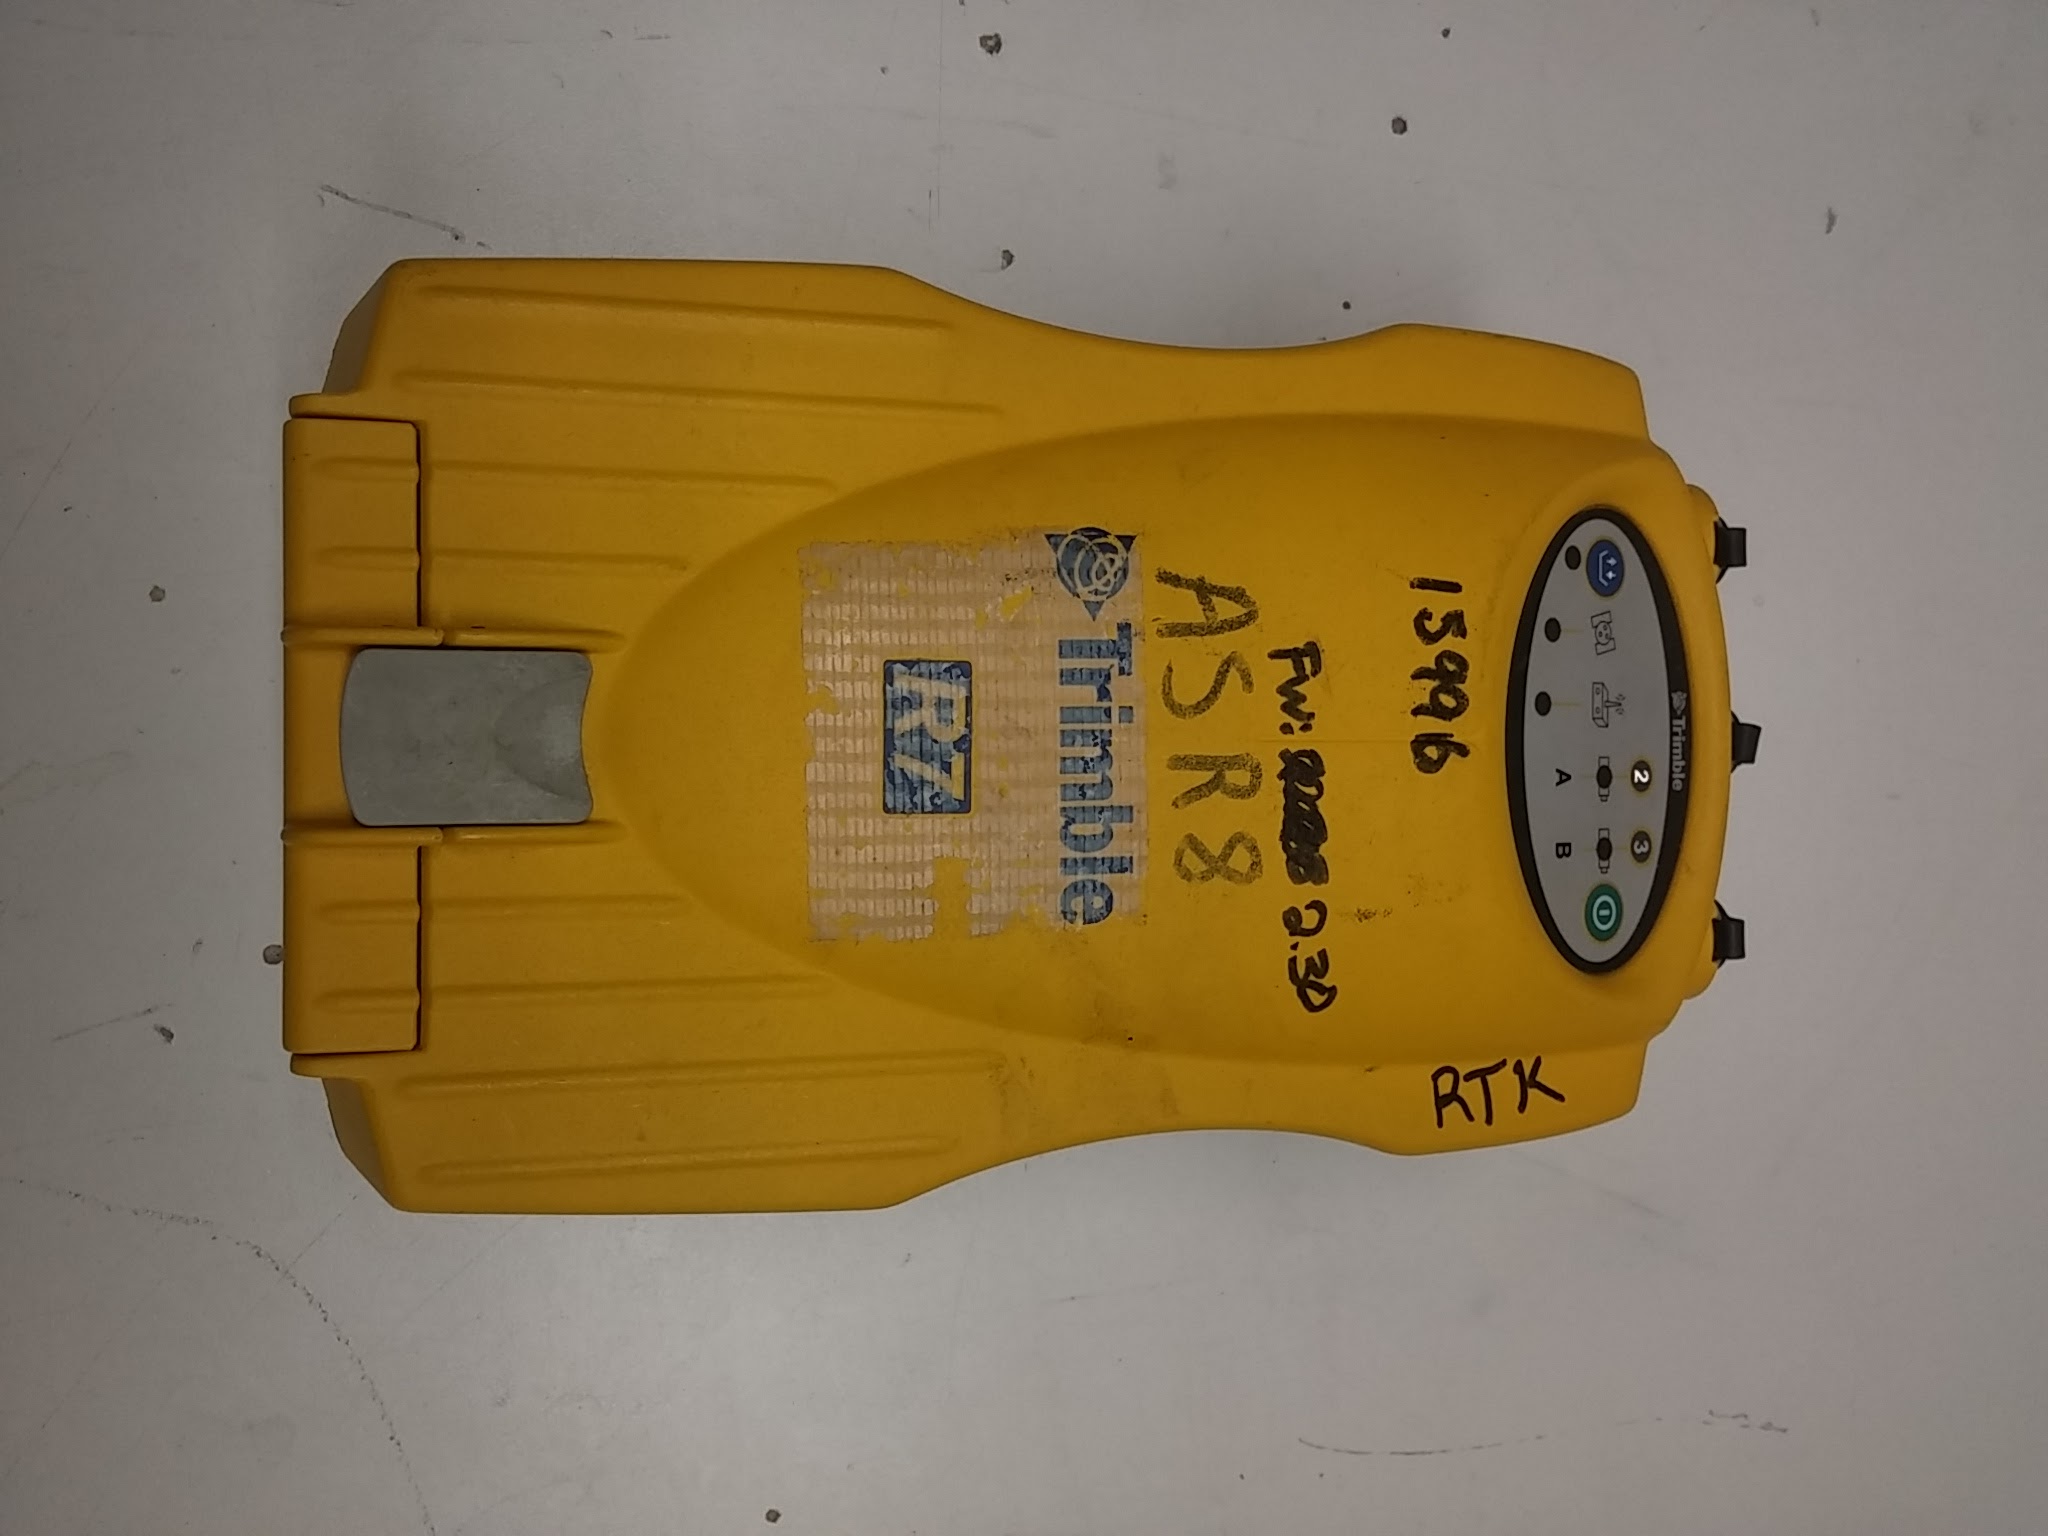 Trimble
2 3
A B
15996
FW: 2.30
ASR8
Trimble
R7
RTK